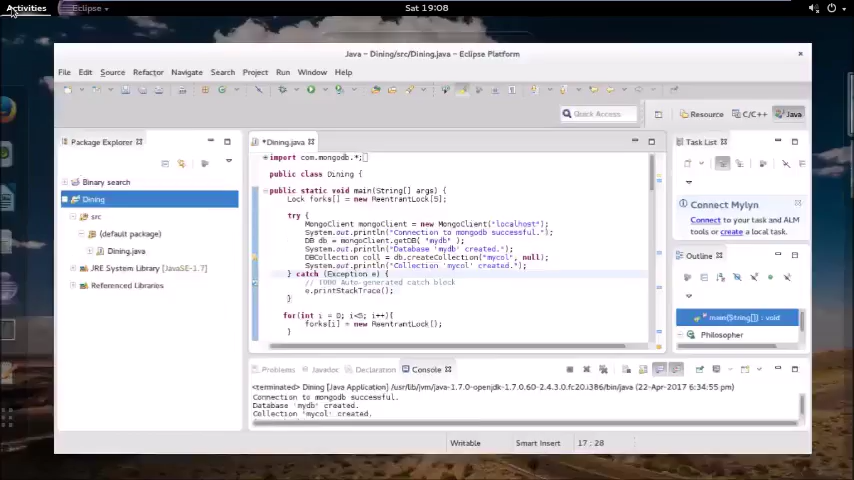 Activities
Eclipse
Sat 19:08
Java – Dining/src/Dining.java – Eclipse Platform
File Edit Source Refactor Navigate Search Project Run Window Help
Quick Access
Resource
C/C++
Java
Package Explorer
Binary search
Dining
src
(default package)
Dining.java
JRE System Library [JavaSE-1.7]
Referenced Libraries
*Dining.java
import com.mongodb.*;
public class Dining {
public static void main(String[] args) {
Lock forks[] = new ReentrantLock[5];
try {
MongoClient mongoClient = new MongoClient("localhost");
System.out.println("Connection to mongodb successful.");
DB db = mongoClient.getDB( "mydb" );
System.out.println("Database 'mydb' created.");
DBCollection coll = db.createCollection("mycol", null);
System.out.println("Collection 'mycol' created.");
} catch (Exception e) {
// TODO Auto-generated catch block
e.printStackTrace();
}
for(int i = 0; i<5; i++){
forks[i] = new ReentrantLock();
}
Task List
Connect Mylyn
Connect to your task and ALM
tools or create a local task.
Outline
main(String[]) : void
Philosopher
Problems
Javadoc
Declaration
Console
<terminated> Dining [Java Application] /usr/lib/jvm/java-1.7.0-openjdk-1.7.0.60-2.4.3.0.fc20.i386/bin/java (22-Apr-2017 6:34:55 pm)
Connection to mongodb successful.
Database 'mydb' created.
Collection 'mycol' created.
Writable
Smart Insert
17 : 28